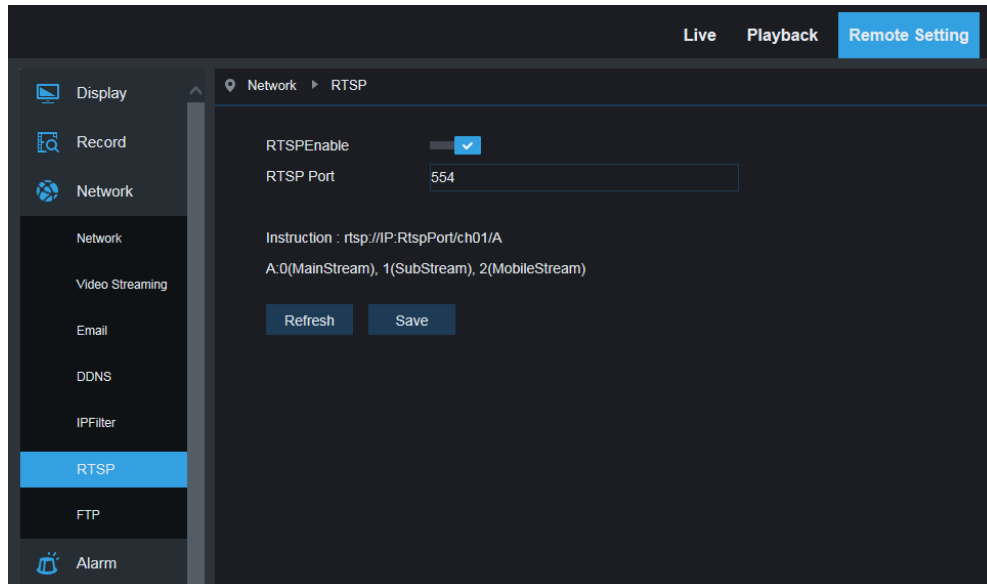 Live Playback Remote Setting
Display
Record
Network
Network
Video Streaming
Email
DDNS
IPFilter
RTSP
FTP
Alarm
Network RTSP
RTSPEnable
RTSP Port 554
Instruction : rtsp://IP:RtspPort/ch01/A
A:0(MainStream), 1(SubStream), 2(MobileStream)
Refresh Save